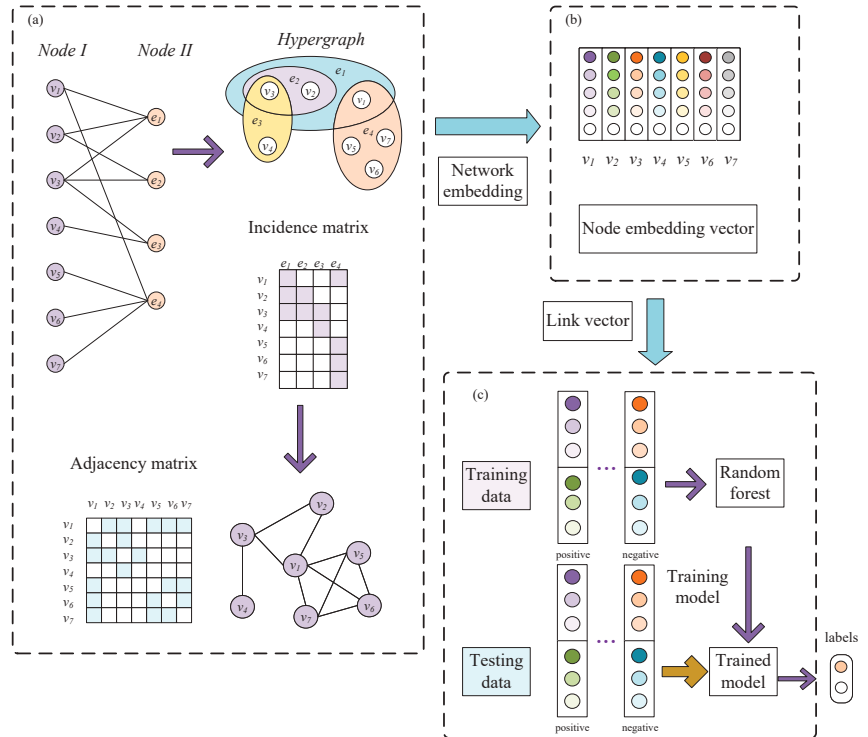 (a)
Node I
Node II
Hypergraph
v1
v2
v3
v4
v5
v6
v7
e1
e2
e3
e4
e1
e2
v3
v2
v1
e3
v4
e4
v5
v7
v6
Incidence matrix
e1 e2 e3 e4
v1
v2
v3
v4
v5
v6
v7
Adjacency matrix
v1 v2 v3 v4 v5 v6 v7
v1
v2
v3
v4
v5
v6
v7
v2
v3
v5
v1
v4
v7
v6
Network
embedding
(b)
v1 v2 v3 v4 v5 v6 v7
Node embedding vector
Link vector
(c)
Training
data
...
positive
negative
Random
forest
Training
model
Testing
data
...
positive
negative
Trained
model
labels